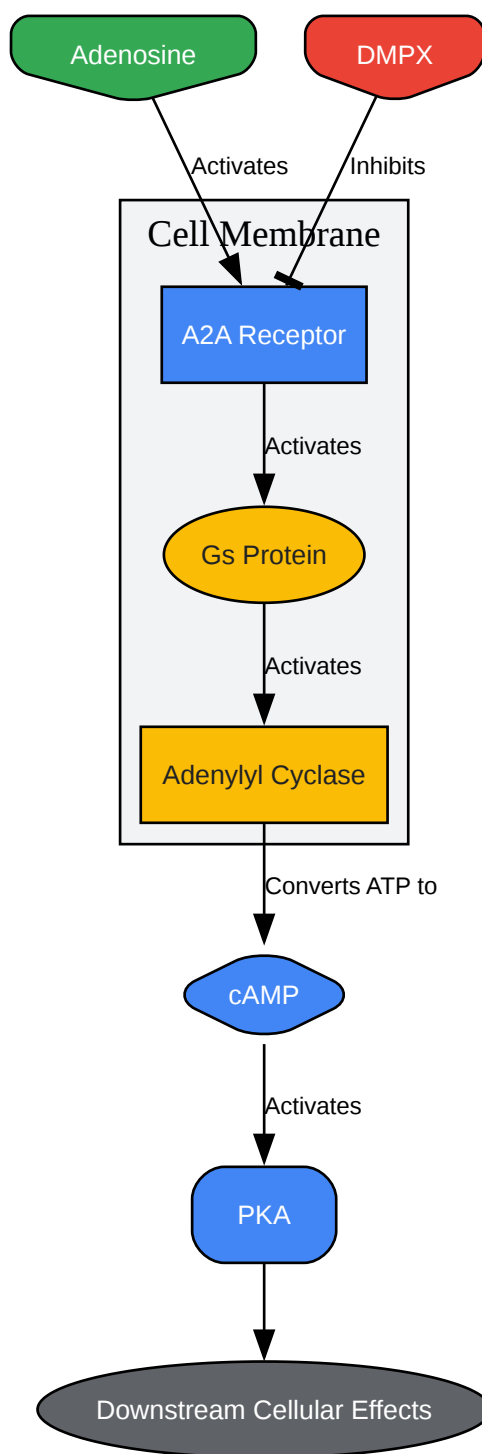 Adenosine
DMPX
Activates
Inhibits
Cell Membrane
A2A Receptor
Activates
Gs Protein
Activates
Adenylyl Cyclase
Converts ATP to
cAMP
Activates
PKA
Downstream Cellular Effects